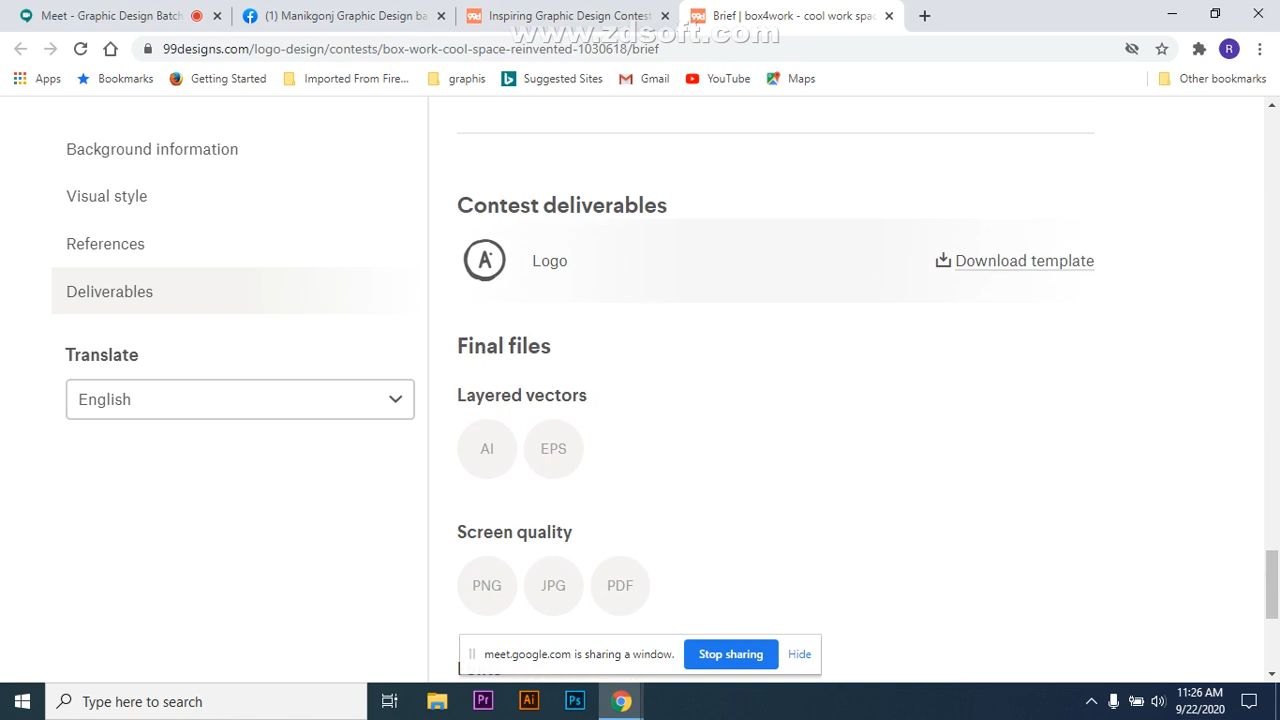 Meet - Graphic Design Batch
(1) Manikgonj Graphic Design b
Inspiring Graphic Design Contest
Brief | box4work - cool work spac
www.zdsoft.com
99designs.com/logo-design/contests/box-work-cool-space-reinvented-1030618/brief
R
Apps
Bookmarks
Getting Started
Imported From Fire...
graphis
Suggested Sites
Gmail
YouTube
Maps
Other bookmarks
Background information
Visual style
References
Deliverables
Translate
English
Contest deliverables
Logo
Download template
Final files
Layered vectors
AI EPS
Screen quality
PNG JPG PDF
meet.google.com is sharing a window.
Stop sharing
Hide
Type here to search
Pr
Ai
Ps
11:26 AM
9/22/2020